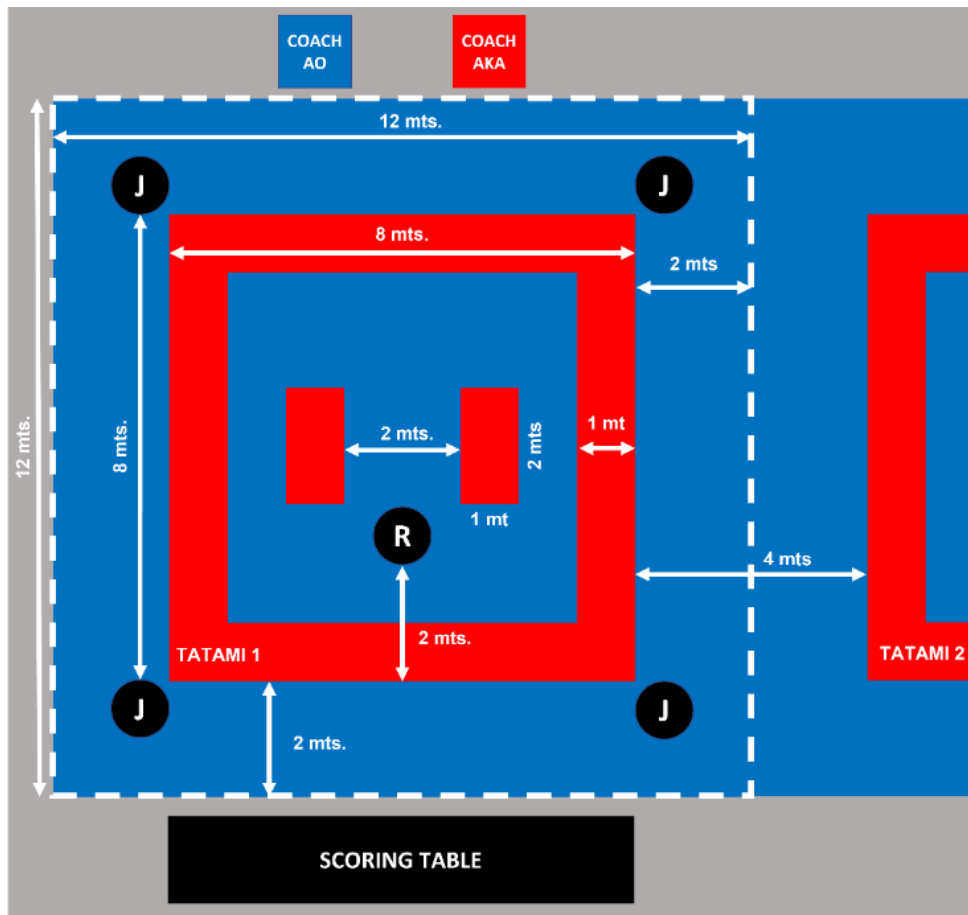 COACH
AO
COACH
AKA
12 mts.
J
J
8 mts.
2 mts
12 mts.
8 mts.
2 mts.
2 mts
1 mt
1 mt
R
4 mts
2 mts.
TATAMI 1
TATAMI 2
J
J
2 mts.
SCORING TABLE